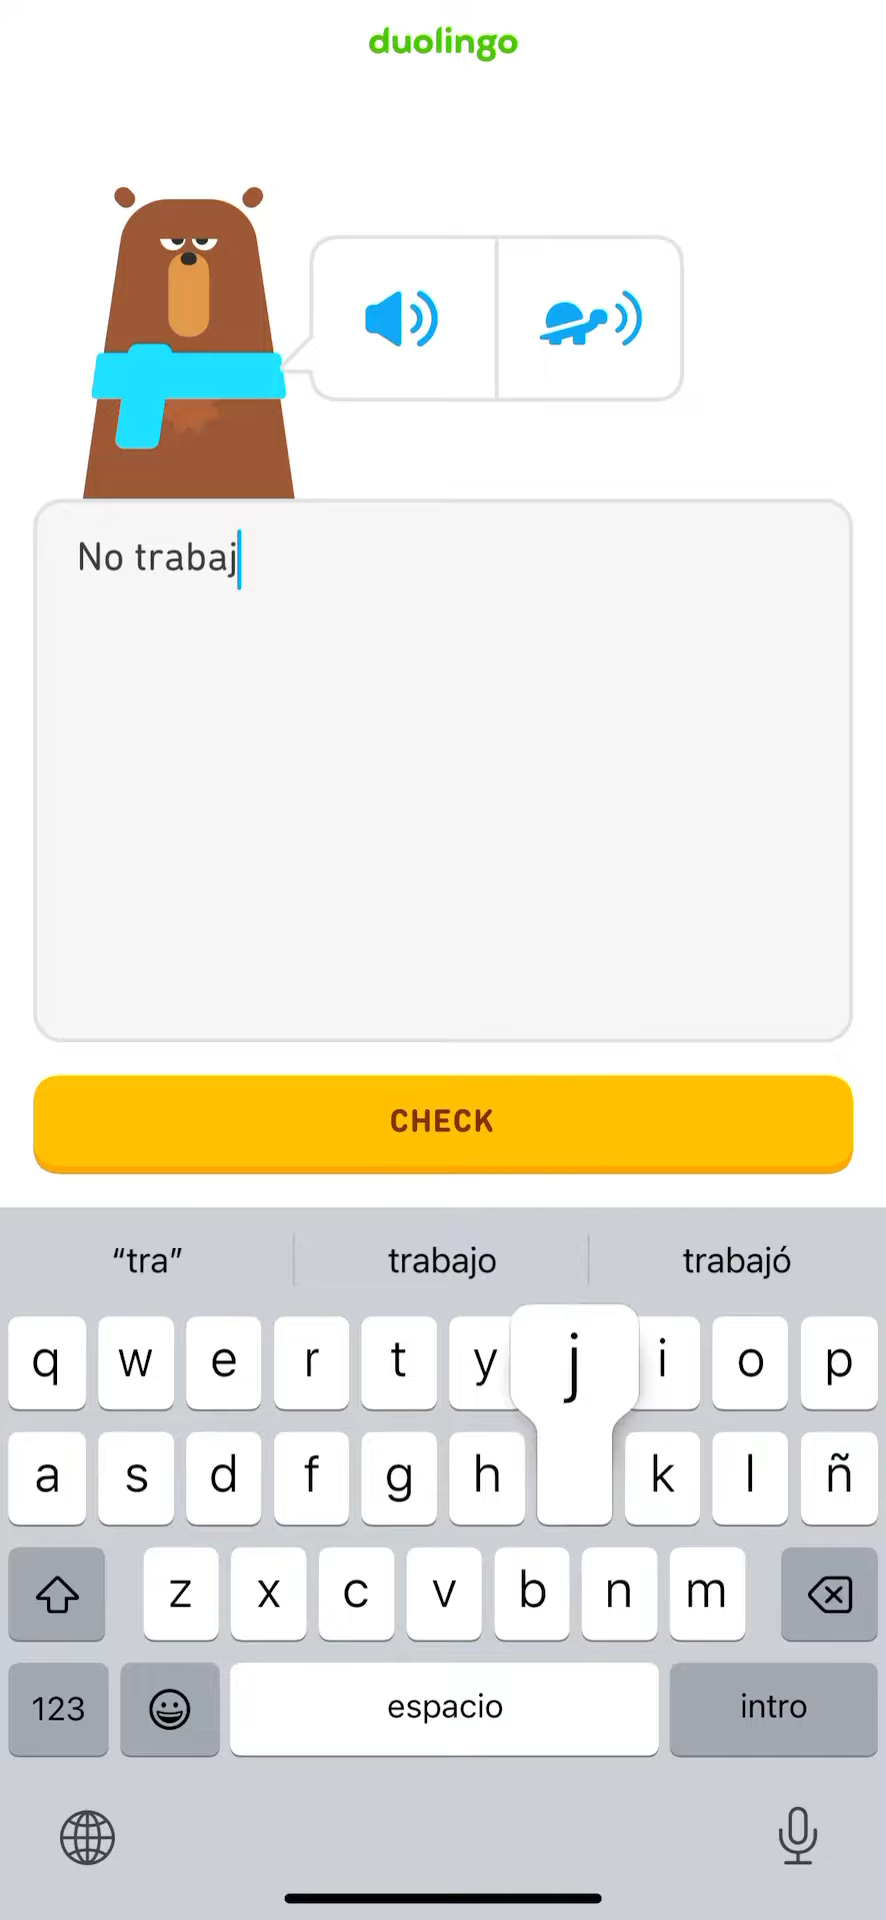 duolingo
No trabaj
CHECK
“tra” trabajo trabajó
q w e r t y j i o p
a s d f g h k l ñ
z x c v b n m
123 espacio intro